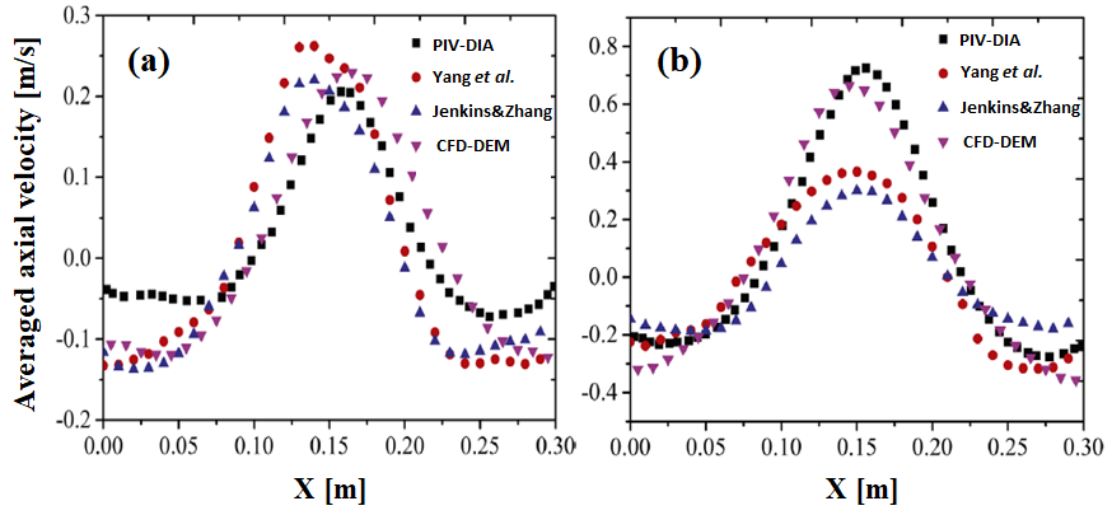 Averaged axial velocity [m/s]
(a)
PIV-DIA
Yang et al.
Jenkins&Zhang
CFD-DEM
0.3
0.2
0.1
0.0
-0.1
-0.2
0.00 0.05 0.10 0.15 0.20 0.25 0.30
X [m]
(b)
PIV-DIA
Yang et al.
Jenkins&Zhang
CFD-DEM
0.8
0.6
0.4
0.2
0.0
-0.2
-0.4
0.00 0.05 0.10 0.15 0.20 0.25 0.30
X [m]